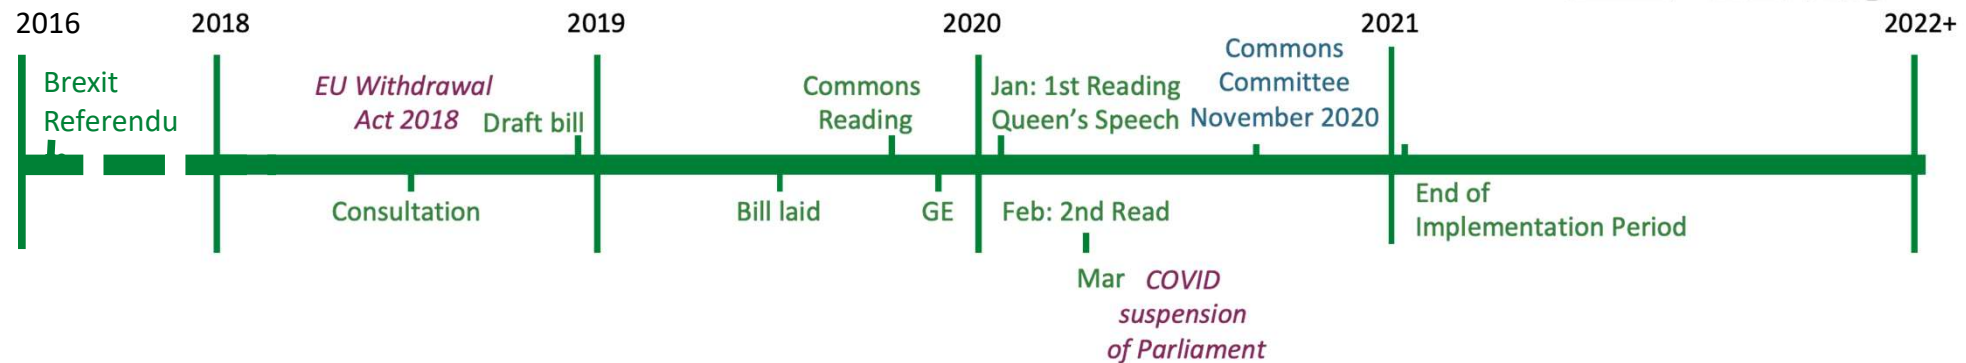 2016
2018
2019
2020
2021
2022+
Brexit
Referendu
EU Withdrawal
Act 2018
Draft bill
Commons
Reading
Jan: 1st Reading
Queen's Speech
Commons
Committee
November 2020
Consultation
Bill laid
GE
Feb: 2nd Read
End of
Implementation Period
Mar
COVID
suspension
of Parliament